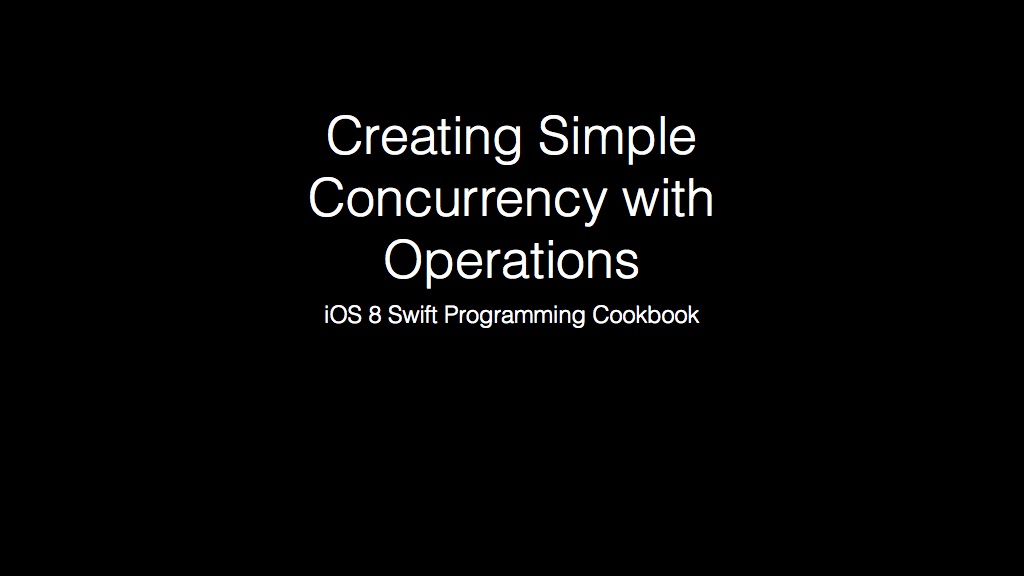 Creating Simple
Concurrency with
Operations
iOS 8 Swift Programming Cookbook